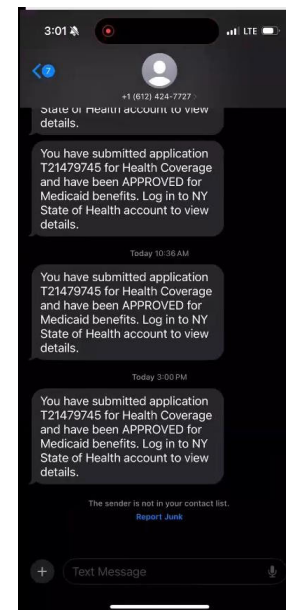 3:01
LTE
7
+1 (612) 424-7727 >
State of Health account to view
details.
You have submitted application
T21479745 for Health Coverage
and have been APPROVED for
Medicaid benefits. Log in to NY
State of Health account to view
details.
Today 10:36 AM
You have submitted application
T21479745 for Health Coverage
and have been APPROVED for
Medicaid benefits. Log in to NY
State of Health account to view
details.
Today 3:00 PM
You have submitted application
T21479745 for Health Coverage
and have been APPROVED for
Medicaid benefits. Log in to NY
State of Health account to view
details.
The sender is not in your contact list.
Report Junk
+
Text Message